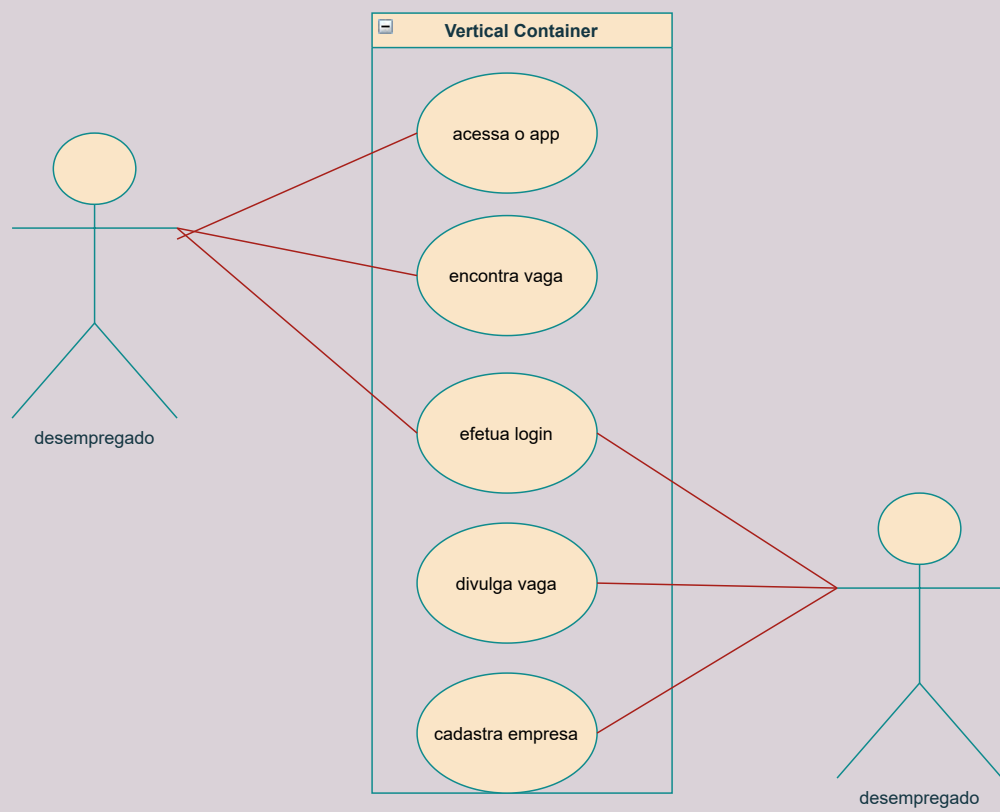 Vertical Container
acessa o app
encontra vaga
efetua login
desempregado
divulga vaga
cadastra empresa
desempregado